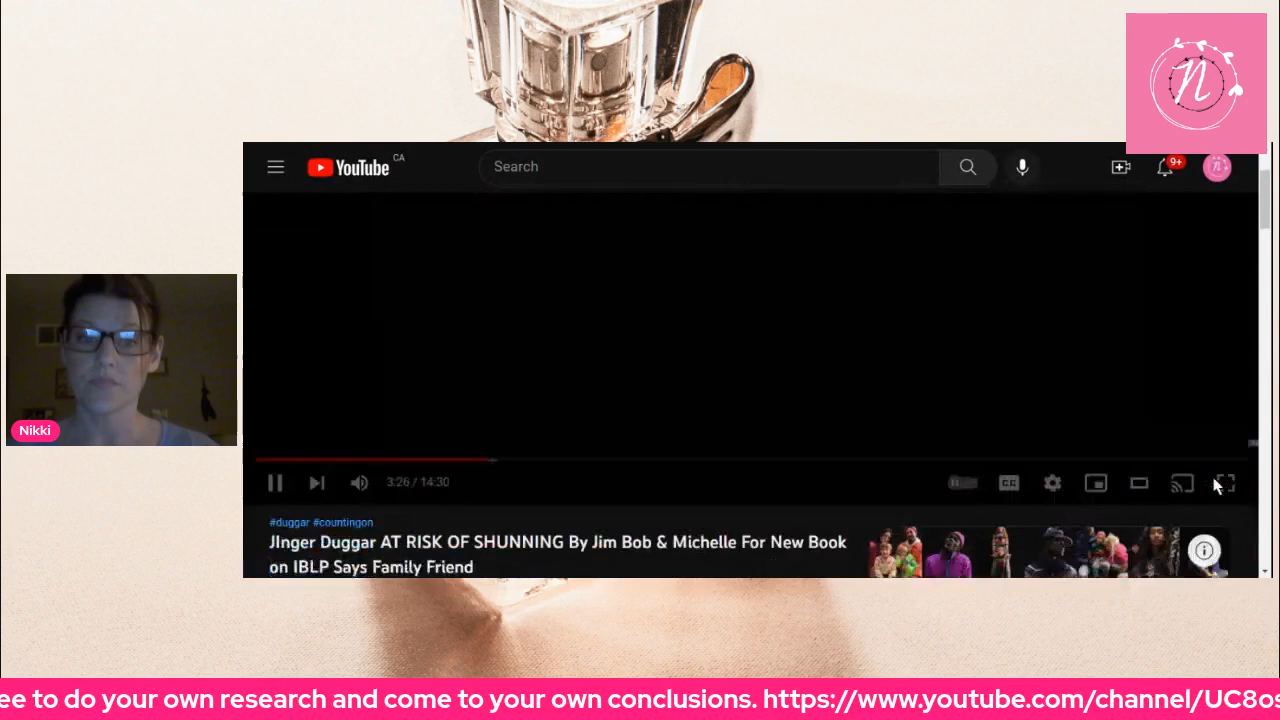 N
YouTube CA
Search
9+
Nikki
3:26 / 14:30
CC
#duggar #countingon
JInger Duggar AT RISK OF SHUNNING By Jim Bob & Michelle For New Book
on IBLP Says Family Friend
ee to do your own research and come to your own conclusions. https://www.youtube.com/channel/UC8os